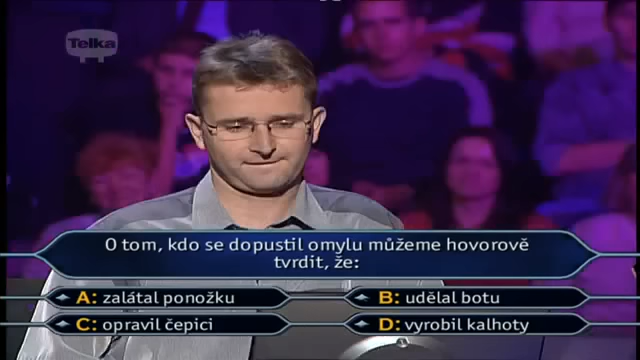 Telka
O tom, kdo se dopustil omylu můžeme hovorově
tvrdit, že:
A: zalátal ponožku
B: udělal botu
C: opravil čepici
D: vyrobil kalhoty